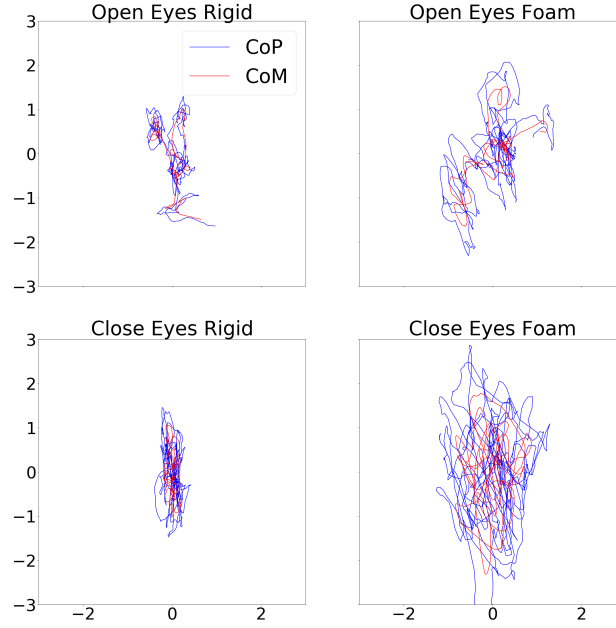 Open Eyes Rigid
Open Eyes Foam
CoP
CoM
3
2
1
0
−1
−2
−3
Close Eyes Rigid
Close Eyes Foam
3
2
1
0
−1
−2
−3
−2 0 2
−2 0 2